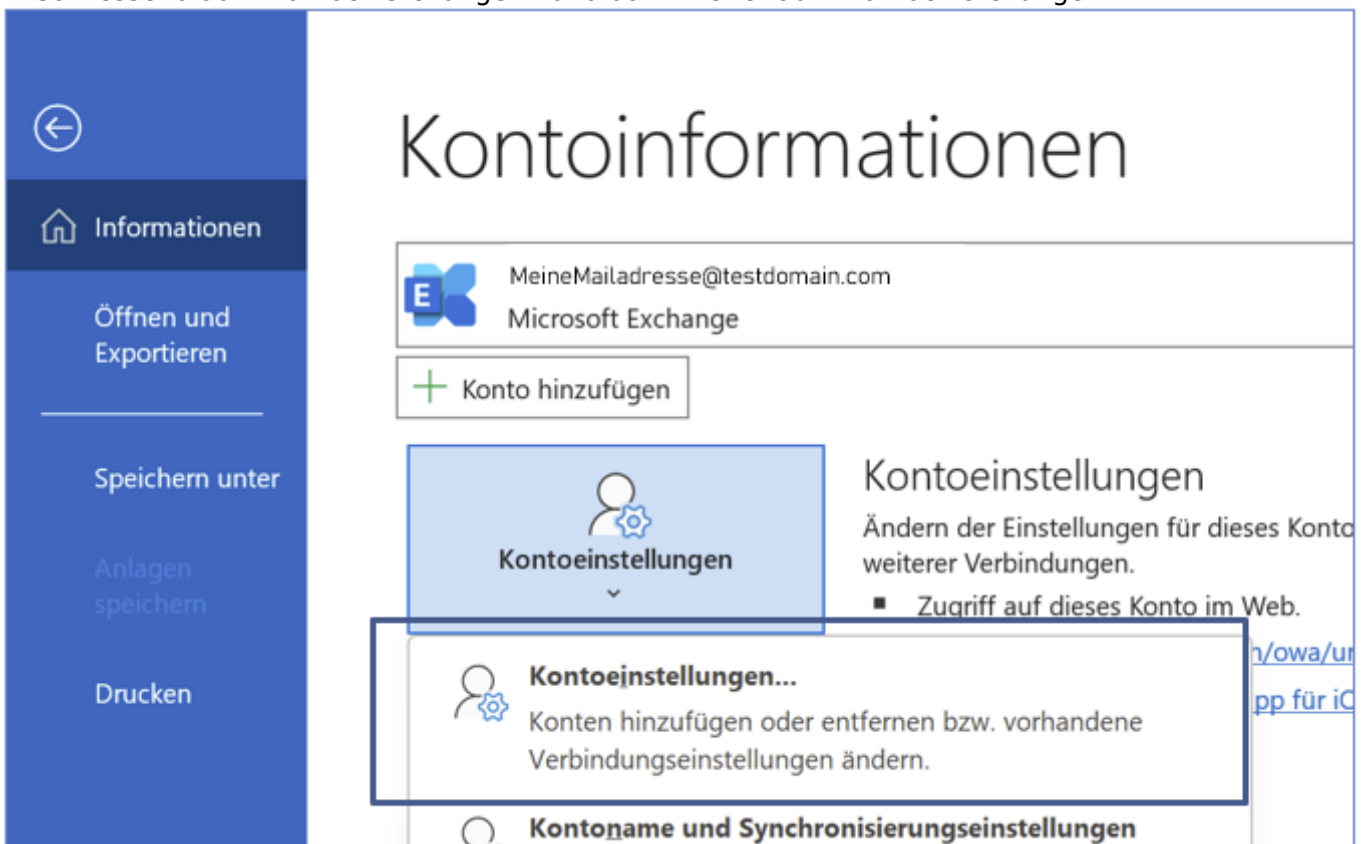 Kontoinformationen
Informationen
MeineMailadresse@testdomain.com
Microsoft Exchange
Öffnen und
Exportieren
Konto hinzufügen
Speichern unter
Kontoeinstellungen
Kontoeinstellungen
Ändern der Einstellungen für dieses Konto
weiterer Verbindungen.
Zugriff auf dieses Konto im Web.
Anlagen
speichern
Drucken
Kontoeinstellungen...
Konten hinzufügen oder entfernen bzw. vorhandene
Verbindungseinstellungen ändern.
/owa/
für
Kontoname und Synchronisierungseinstellungen